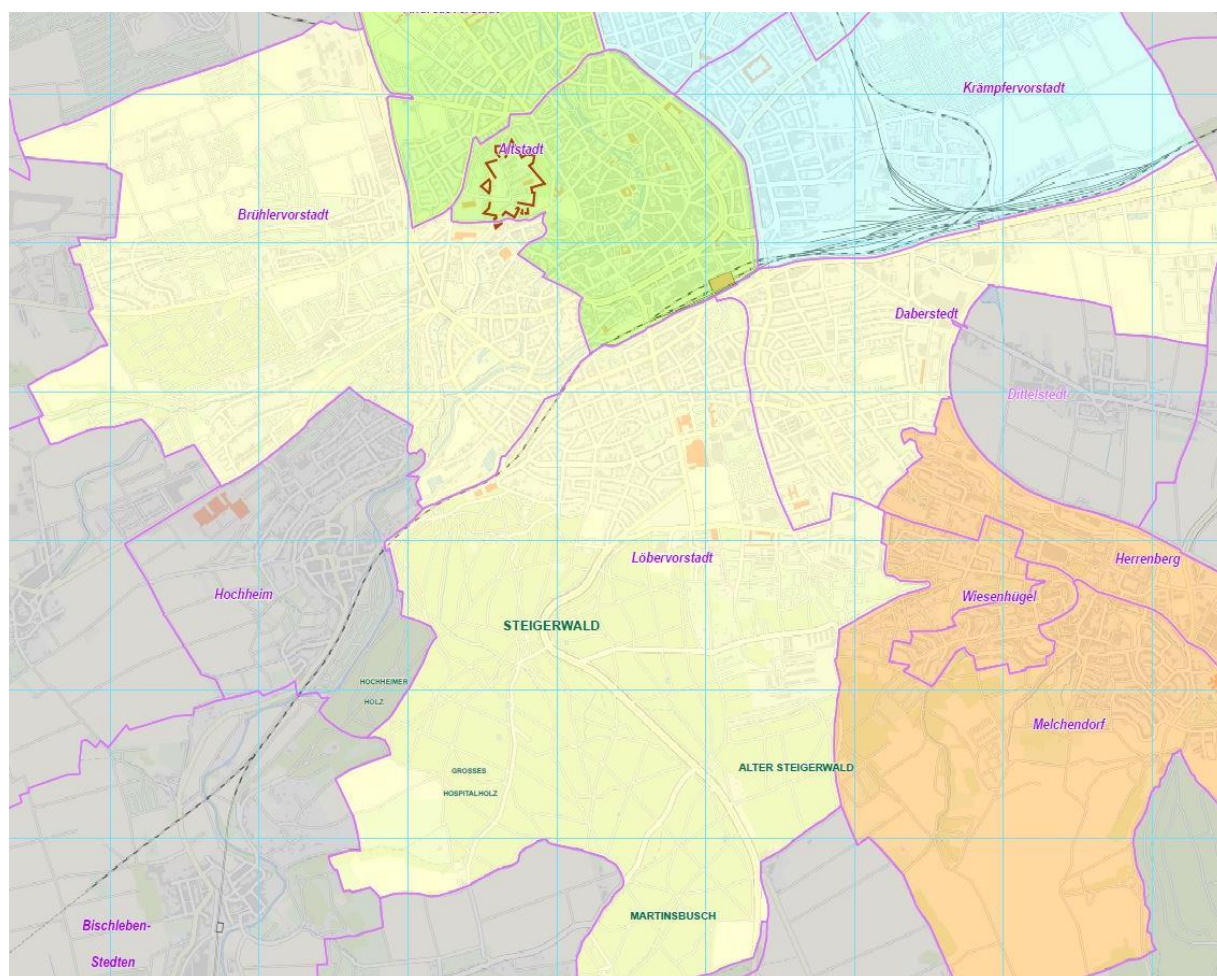 Andreasvorstadt
Krämpfervorstadt
Altstadt
Brühlervorstadt
Daberstedt
Dittelstedt
Löbervorstadt
Herrenberg
Hochheim
Wiesenhügel
STEIGERWALD
HOCHHEIMER
HOLZ
Melchendorf
GROSSES
HOSPITALHOLZ
ALTER STEIGERWALD
MARTINSBUSCH
Bischleben-
Stedten